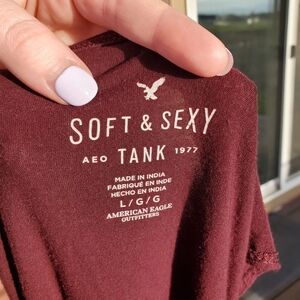 SOFT & SEXY
AEO TANK 1977
MADE IN INDIA
FABRIQUÉ EN INDE
HECHO EN INDIA
L/G/G
AMERICAN EAGLE
OUTFITTERS